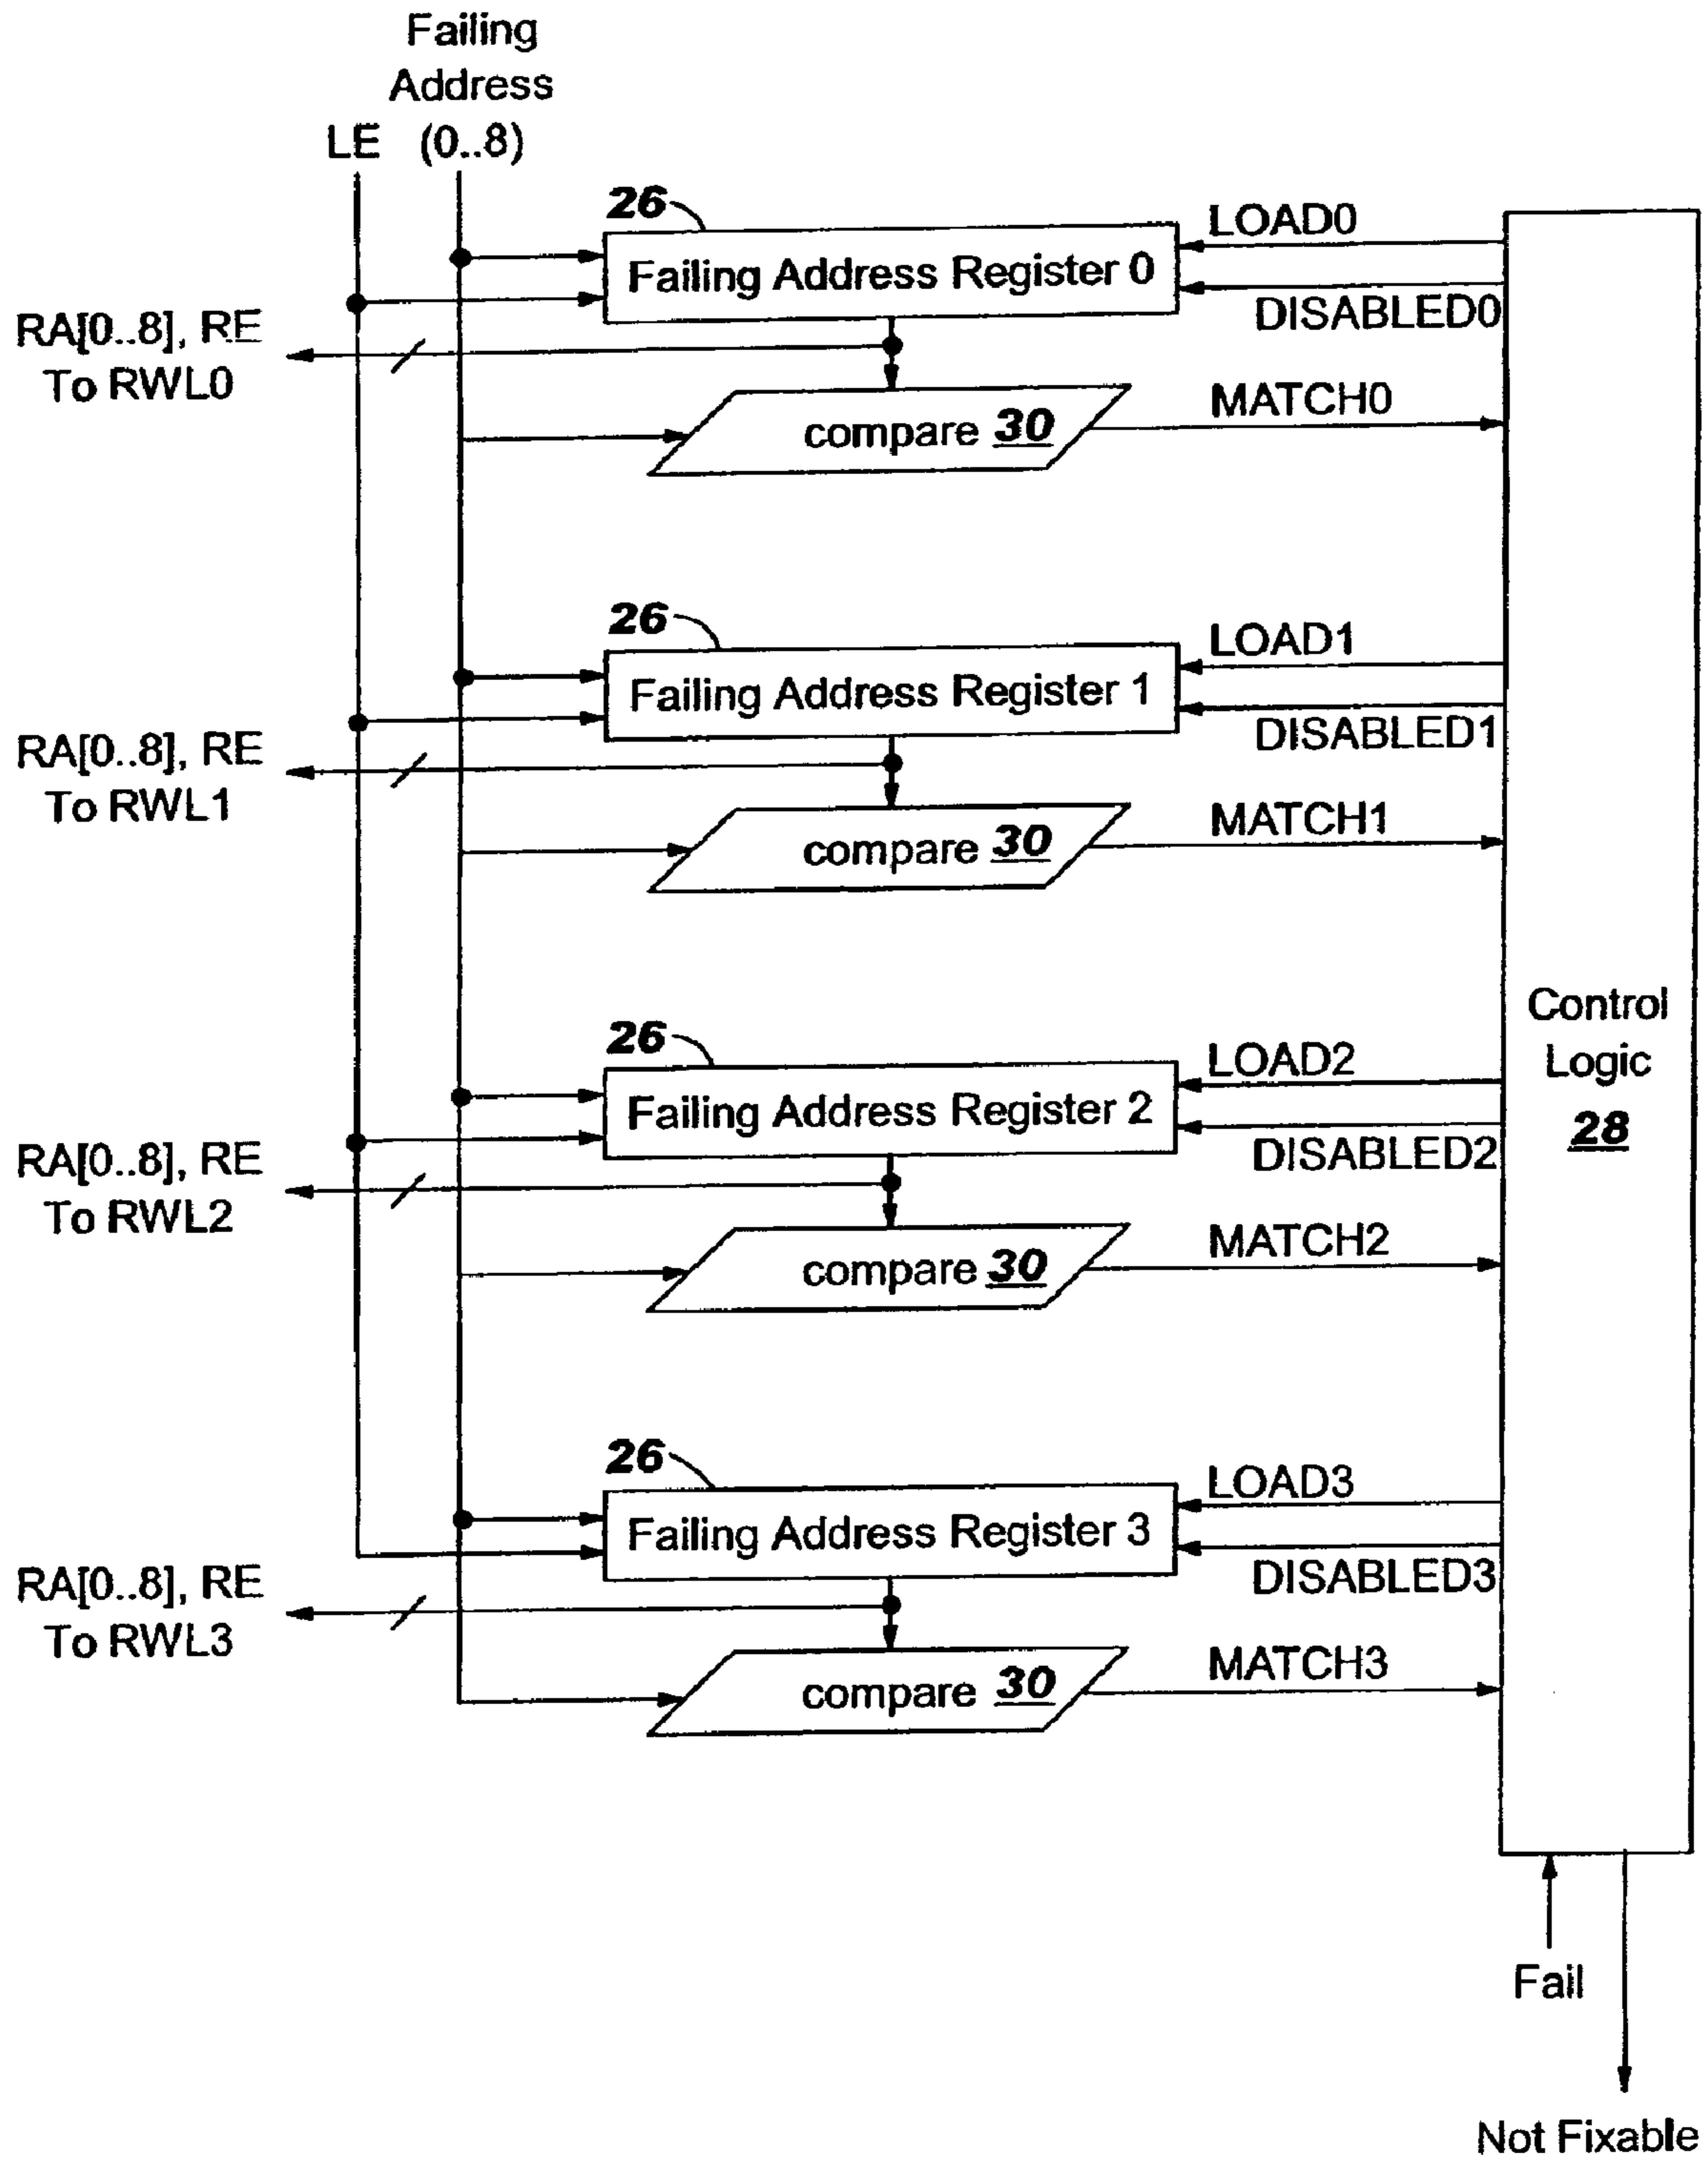 Failing
Address
LE (0..8)
26
LOAD0
Failing Address Register 0
DISABLED0
RA[0..8], RE
To RWL0
MATCH0
compare 30
26
LOAD1
Failing Address Register 1
DISABLED1
RA[0..8], RE
To RWL1
MATCH1
compare 30
Control
Logic
28
26
LOAD2
Failing Address Register 2
DISABLED2
RA[0..8], RE
To RWL2
MATCH2
compare 30
26
LOAD3
Failing Address Register 3
DISABLED3
RA[0..8], RE
To RWL3
MATCH3
compare 30
Fail
Not Fixable